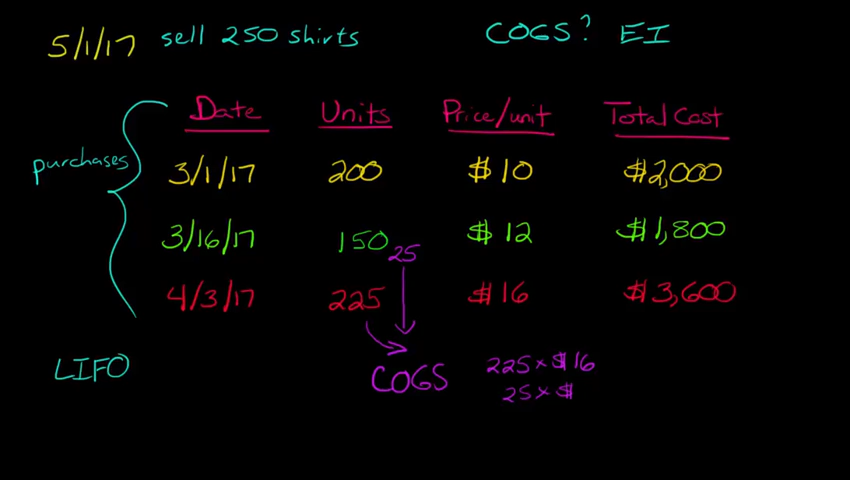 5/1/17 sell 250 shirts COGS? EI
Date Units Price/unit Total Cost
purchases
3/1/17 200 $10 $2,000
3/16/17 150 $12 $1,800
25
4/3/17 225 $16 $3,600
LIFO
COGS 225 × $16
25 × $